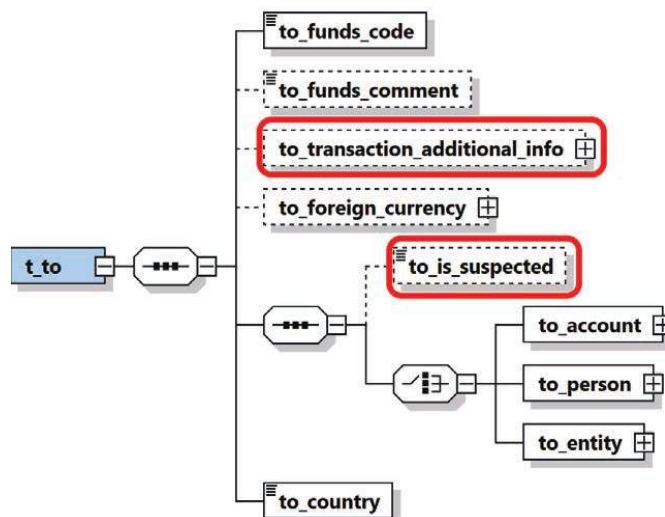 to_funds_code
to_funds_comment
to_transaction_additional_info
to_foreign_currency
t_to
to_is_suspected
to_account
to_person
to_entity
to_country